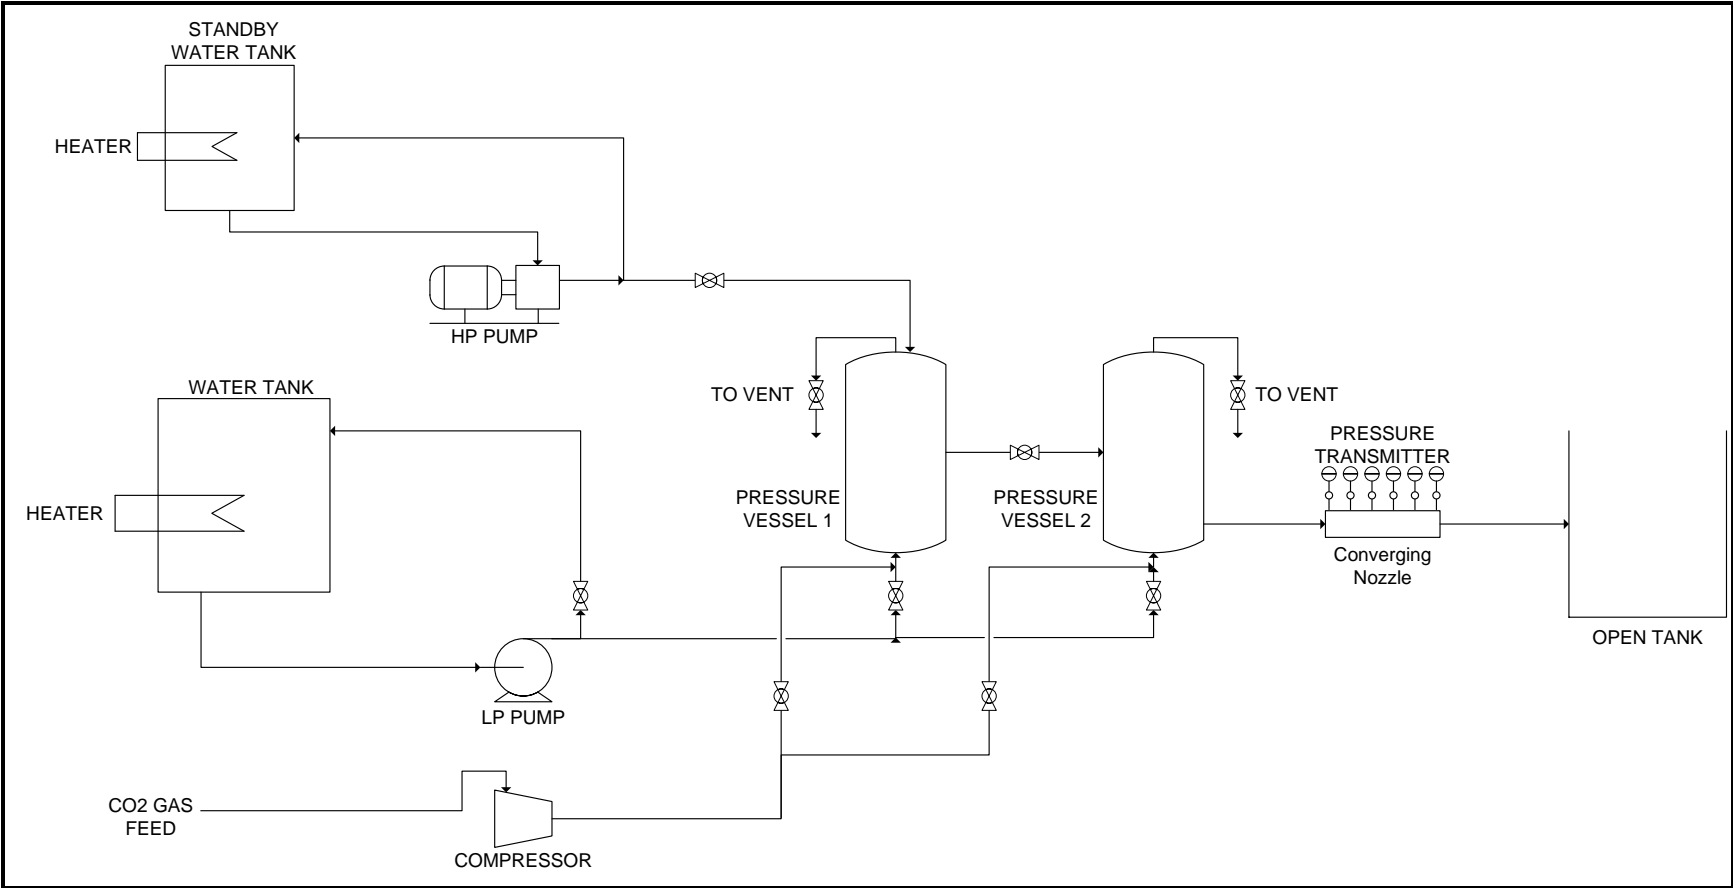 STANDBY
WATER TANK
HEATER
HP PUMP
WATER TANK
TO VENT
TO VENT
PRESSURE
TRANSMITTER
HEATER
PRESSURE
VESSEL 1
PRESSURE
VESSEL 2
Converging
Nozzle
OPEN TANK
LP PUMP
CO2 GAS
FEED
COMPRESSOR